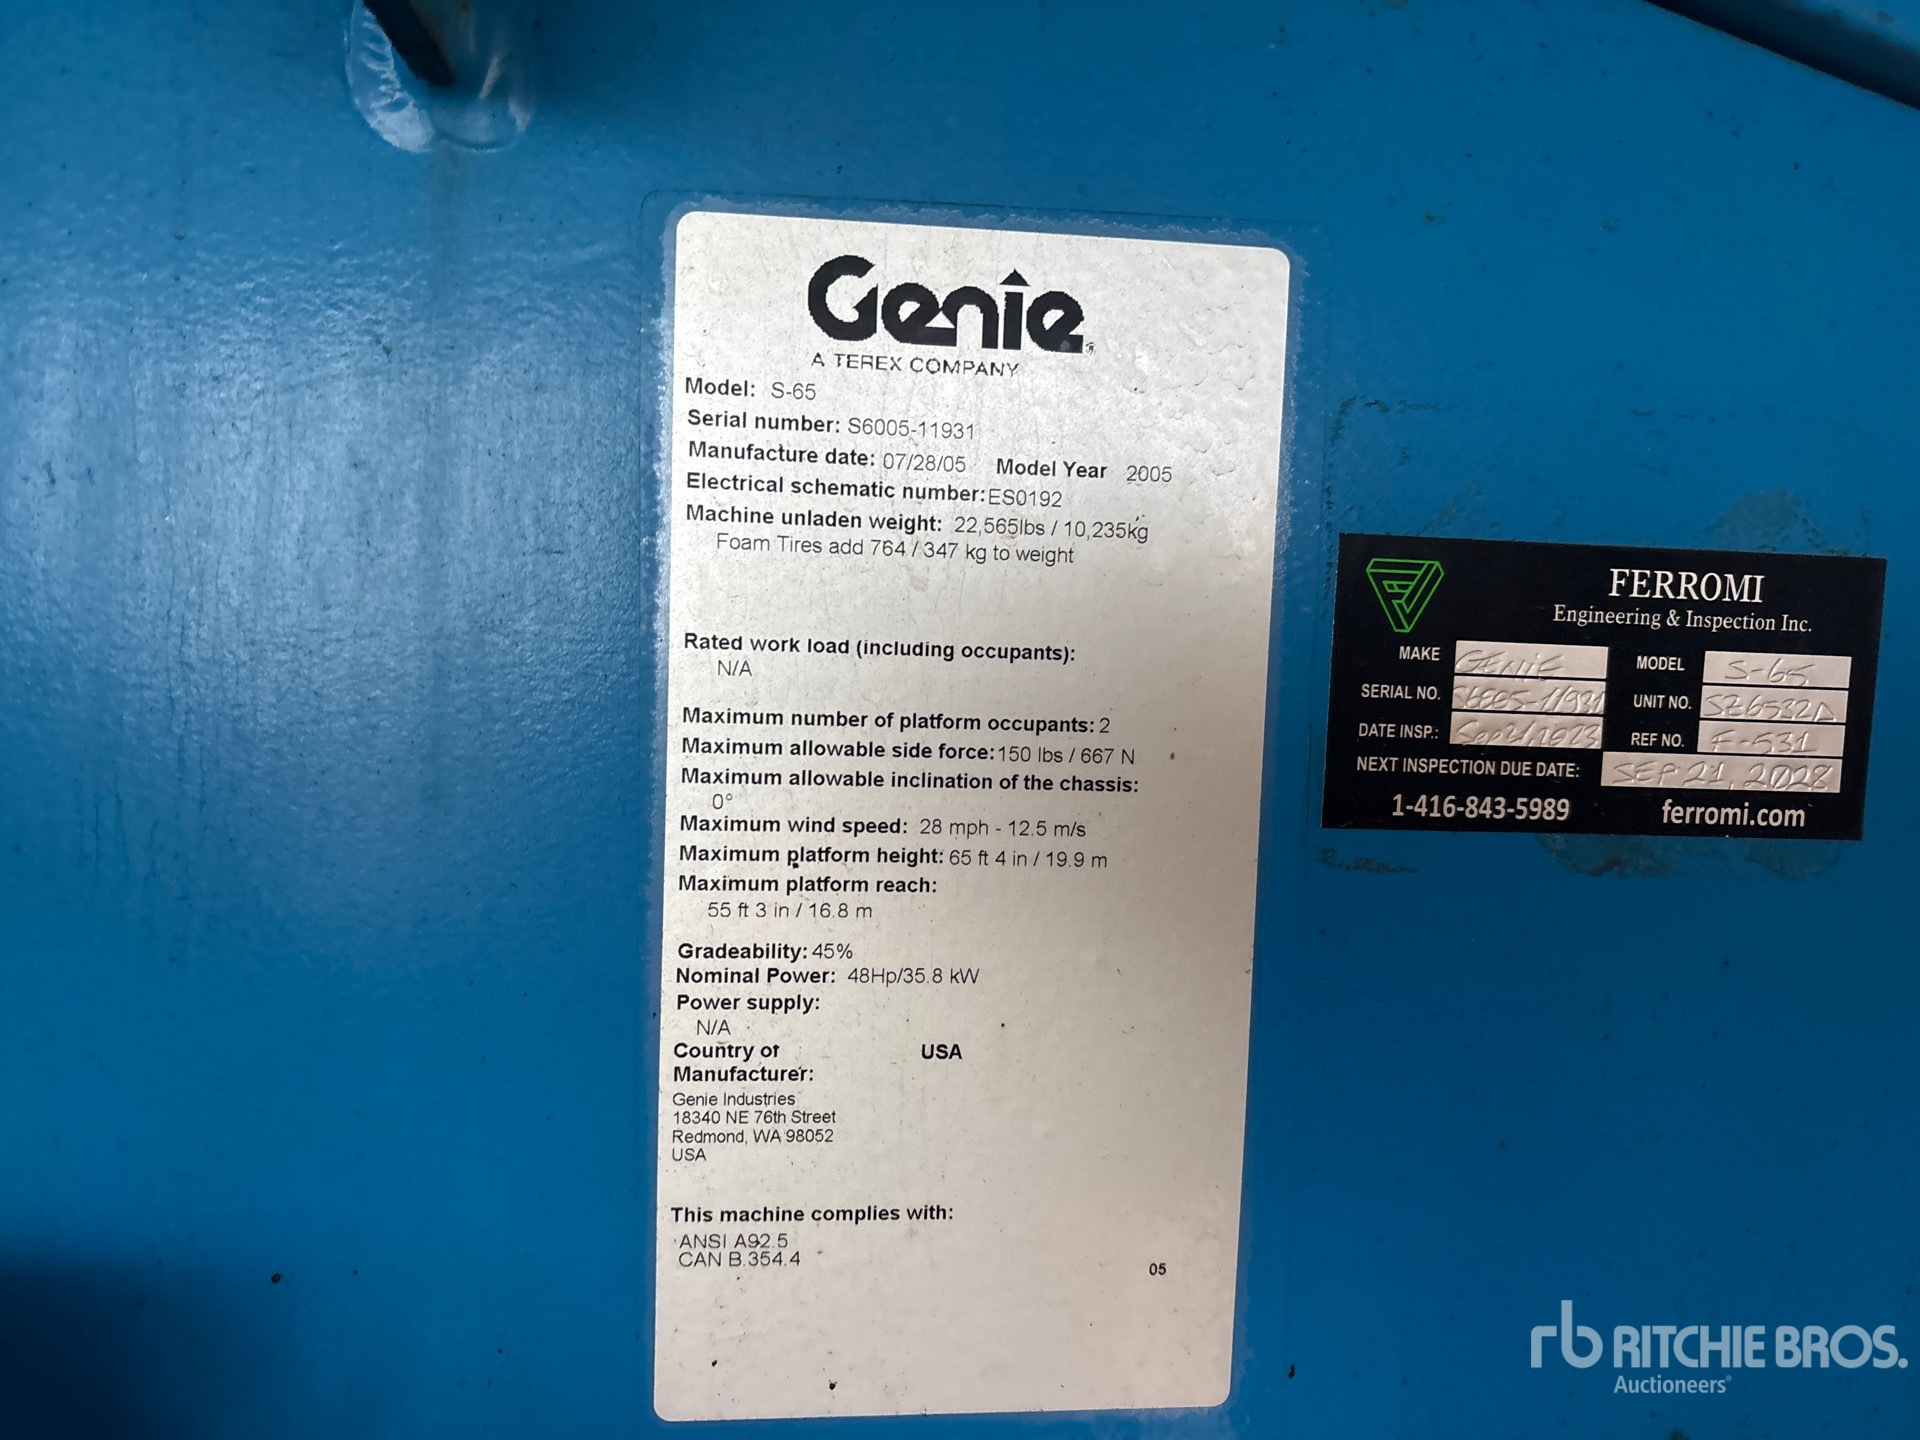 Genie
A TEREX COMPANY
Model: S-65
Serial number: S6005-11931
Manufacture date: 07/28/05 Model Year 2005
Electrical schematic number: ES0192
Machine unladen weight: 22,565lbs / 10,235kg
Foam Tires add 764 / 347 kg to weight
Rated work load (including occupants):
N/A
Maximum number of platform occupants: 2
Maximum allowable side force: 150 lbs / 667 N
Maximum allowable inclination of the chassis:
0°
Maximum wind speed: 28 mph - 12.5 m/s
Maximum platform height: 65 ft 4 in / 19.9 m
Maximum platform reach:
55 ft 3 in / 16.8 m
Gradeability: 45%
Nominal Power: 48Hp/35.8 kW
Power supply:
N/A
Country of USA
Manufacturer:
Genie Industries
18340 NE 76th Street
Redmond, WA 98052
USA
This machine complies with:
ANSI A92.5
CAN B.354.4
05
FERROMI
Engineering & Inspection Inc.
MAKE GENIE MODEL S-65
SERIAL NO. S6005-11931 UNIT NO. SZ6532D
DATE INSP.: Sep 21, 2023 REF NO. F-531
NEXT INSPECTION DUE DATE: SEP 21, 2028
1-416-843-5989 ferromi.com
rb RITCHIE BROS.
Auctioneers